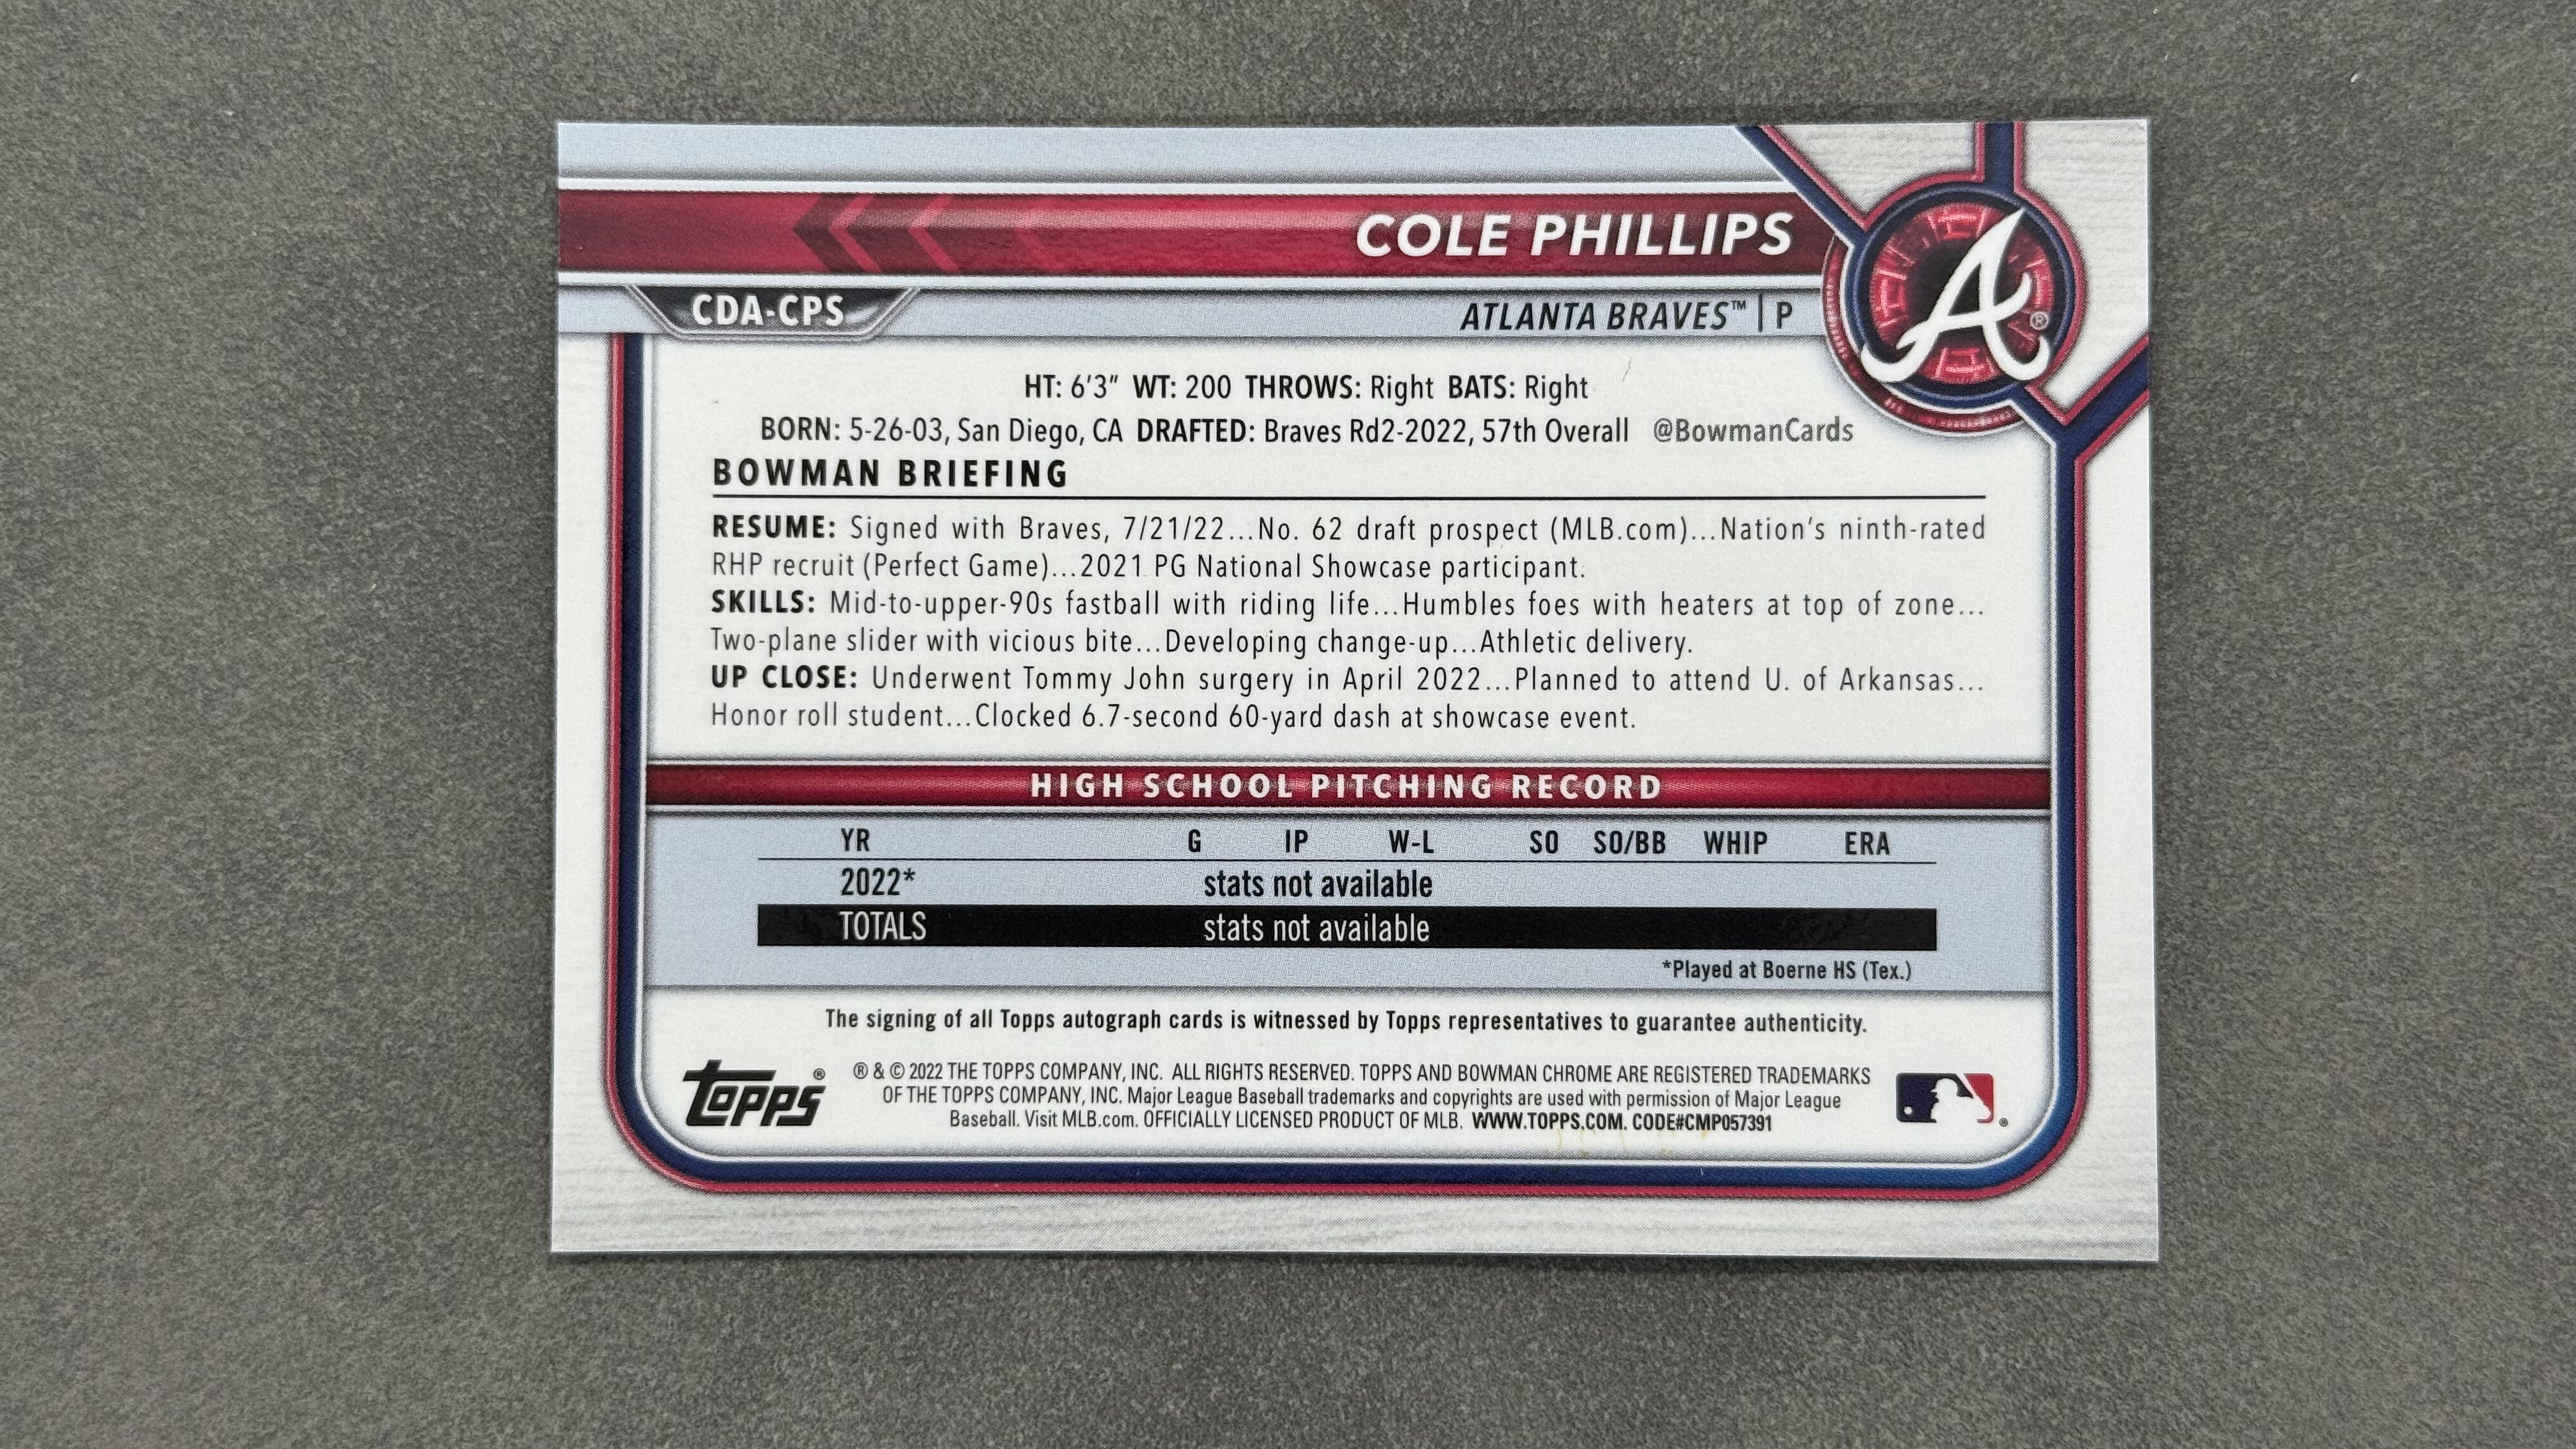 COLE PHILLIPS
CDA-CPS
ATLANTA BRAVES™ | P
A®
HT: 6'3" WT: 200 THROWS: Right BATS: Right
BORN: 5-26-03, San Diego, CA DRAFTED: Braves Rd2-2022, 57th Overall @BowmanCards
BOWMAN BRIEFING
RESUME: Signed with Braves, 7/21/22...No. 62 draft prospect (MLB.com)...Nation's ninth-rated
RHP recruit (Perfect Game)...2021 PG National Showcase participant.
SKILLS: Mid-to-upper-90s fastball with riding life...Humbles foes with heaters at top of zone...
Two-plane slider with vicious bite...Developing change-up...Athletic delivery.
UP CLOSE: Underwent Tommy John surgery in April 2022...Planned to attend U. of Arkansas...
Honor roll student...Clocked 6.7-second 60-yard dash at showcase event.
HIGH SCHOOL PITCHING RECORD
YR G IP W-L SO SO/BB WHIP ERA
2022* stats not available
TOTALS stats not available
*Played at Boerne HS (Tex.)
The signing of all Topps autograph cards is witnessed by Topps representatives to guarantee authenticity.
Topps®
® & © 2022 THE TOPPS COMPANY, INC. ALL RIGHTS RESERVED. TOPPS AND BOWMAN CHROME ARE REGISTERED TRADEMARKS
OF THE TOPPS COMPANY, INC. Major League Baseball trademarks and copyrights are used with permission of Major League
Baseball. Visit MLB.com. OFFICIALLY LICENSED PRODUCT OF MLB. WWW.TOPPS.COM. CODE#CMP057391